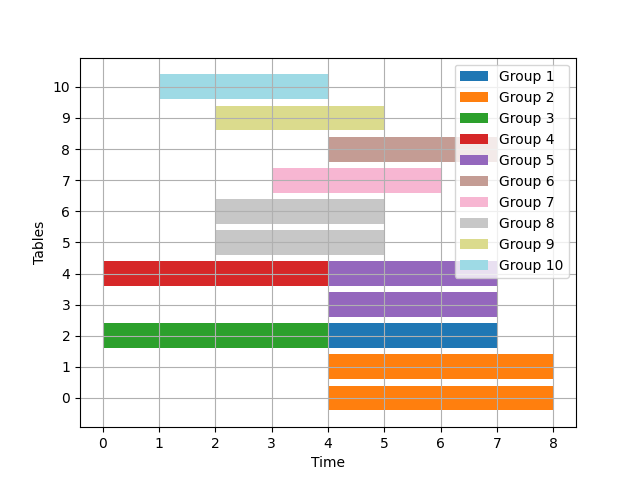 Tables
10
9
8
7
6
5
4
3
2
1
0
Group 1
Group 2
Group 3
Group 4
Group 5
Group 6
Group 7
Group 8
Group 9
Group 10
0 1 2 3 4 5 6 7 8
Time